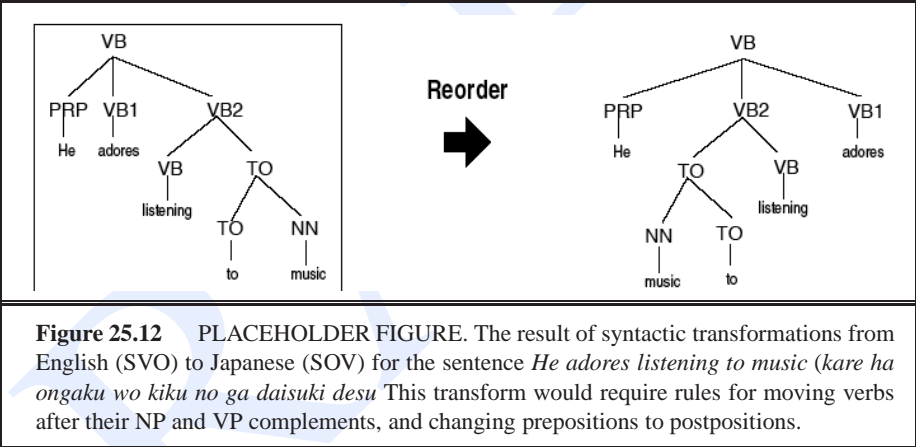 VB VB
Reorder
PRP VB1 VB2 PRP VB2 VB1
He adores He adores
VB TO TO VB
listening listening
TO NN NN TO
to music music to
Figure 25.12 PLACEHOLDER FIGURE. The result of syntactic transformations from
English (SVO) to Japanese (SOV) for the sentence He adores listening to music (kare ha
ongaku wo kiku no ga daisuki desu This transform would require rules for moving verbs
after their NP and VP complements, and changing prepositions to postpositions.